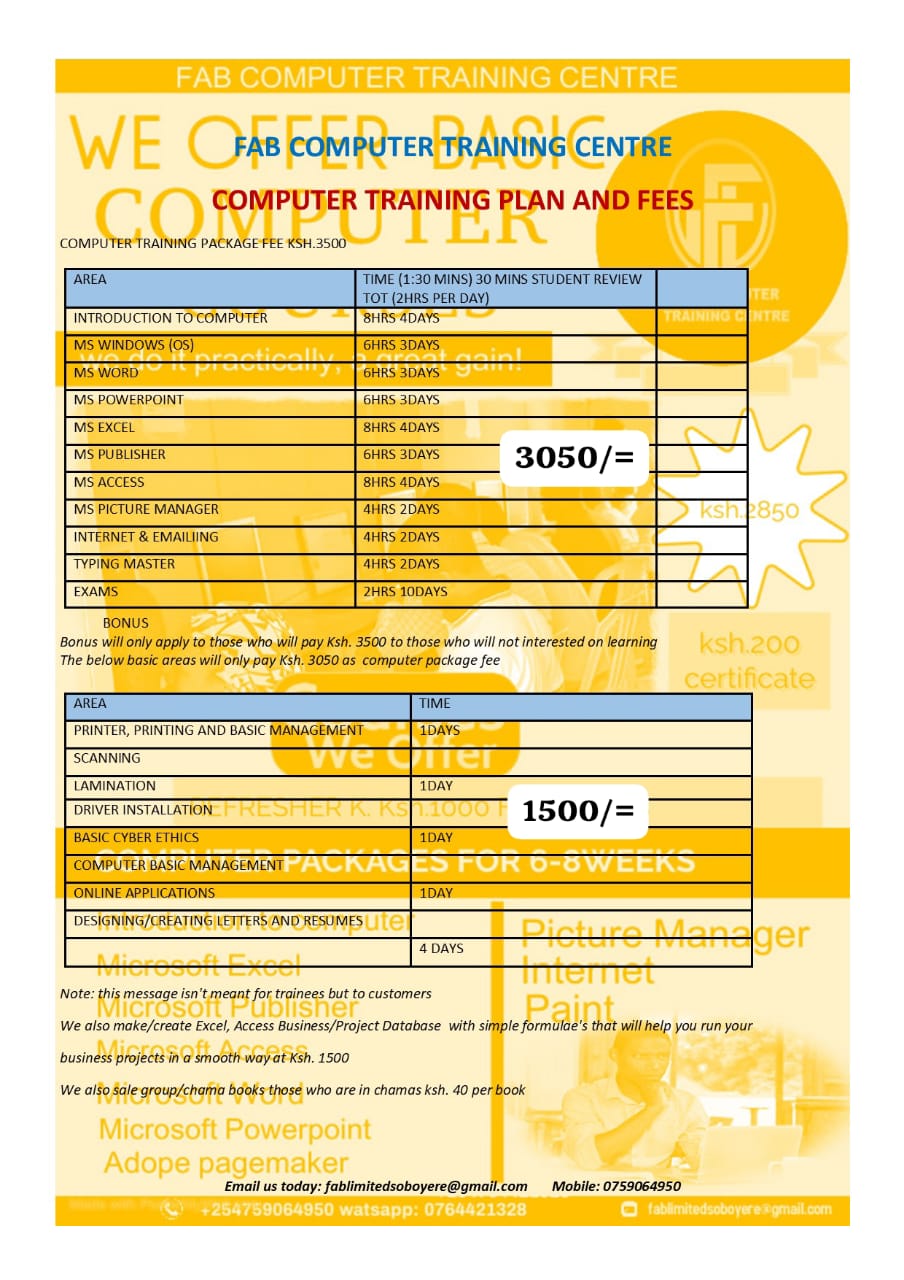 FAB COMPUTER TRAINING CENTRE
WE OFFER BASIC
FAB COMPUTER TRAINING CENTRE
COMPUTER
COMPUTER TRAINING PLAN AND FEES
COMPUTER TRAINING PACKAGE FEE KSH.3500
AREA TIME (1:30 MINS) 30 MINS STUDENT REVIEW
TOT (2HRS PER DAY)
TRAINING CENTRE
INTRODUCTION TO COMPUTER 8HRS 4DAYS
MS WINDOWS (OS) 6HRS 3DAYS
we do it practically, a great gain!
MS WORD 6HRS 3DAYS
MS POWERPOINT 6HRS 3DAYS
MS EXCEL 8HRS 4DAYS
MS PUBLISHER 6HRS 3DAYS
3050/=
MS ACCESS 8HRS 4DAYS
MS PICTURE MANAGER 4HRS 2DAYS
ksh.2850
INTERNET & EMAILIING 4HRS 2DAYS
TYPING MASTER 4HRS 2DAYS
EXAMS 2HRS 10DAYS
BONUS
Bonus will only apply to those who will pay Ksh. 3500 to those who will not interested on learning
The below basic areas will only pay Ksh. 3050 as computer package fee
ksh.200
certificate
AREA TIME
PRINTER, PRINTING AND BASIC MANAGEMENT 1DAYS
We Offer
SCANNING
LAMINATION 1DAY
DRIVER INSTALLATION
REFRESHER K. Ksh.1000
1500/=
BASIC CYBER ETHICS 1DAY
COMPUTER PACKAGES FOR 6-8WEEKS
COMPUTER BASIC MANAGEMENT
ONLINE APPLICATIONS 1DAY
DESIGNING/CREATING LETTERS AND RESUMES
Introduction to computer
4 DAYS
Picture Manager
Microsoft Excel
Internet
Note: this message isn't meant for trainees but to customers
Microsoft Publisher
Paint
We also make/create Excel, Access Business/Project Database with simple formulae's that will help you run your
Microsoft Access
business projects in a smooth way at Ksh. 1500
We also sale group/chama books those who are in chamas ksh. 40 per book
Microsoft Word
Microsoft Powerpoint
Adope pagemaker
Email us today: fablimitedsoboyere@gmail.com Mobile: 0759064950
+254759064950 watsapp: 0764421328 fablimitedsoboyere@gmail.com